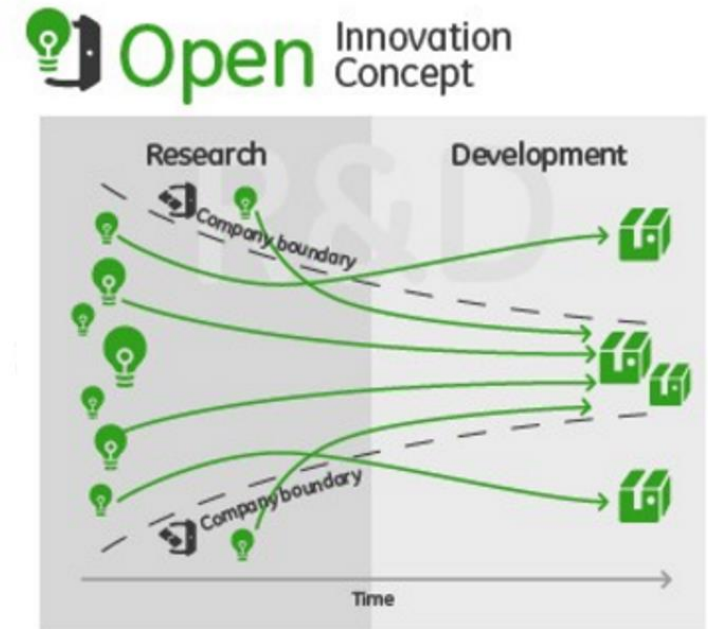 Open Innovation
Concept
Research
Development
R&D
Company boundary
Company boundary
Time